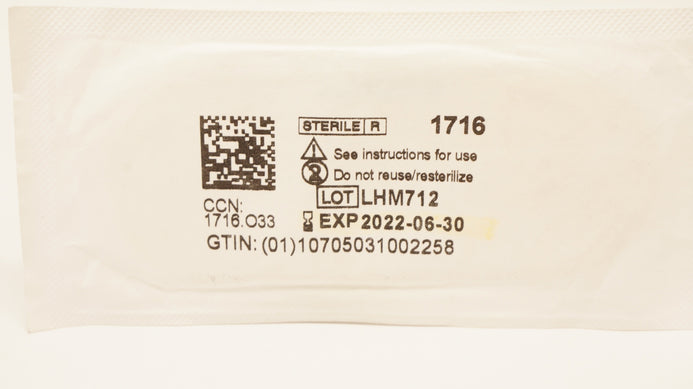 STERILE R 1716
See instructions for use
2 Do not reuse/resterilize
LOT LHM712
CCN:
1716.O33
EXP 2022-06-30
GTIN: (01)10705031002258